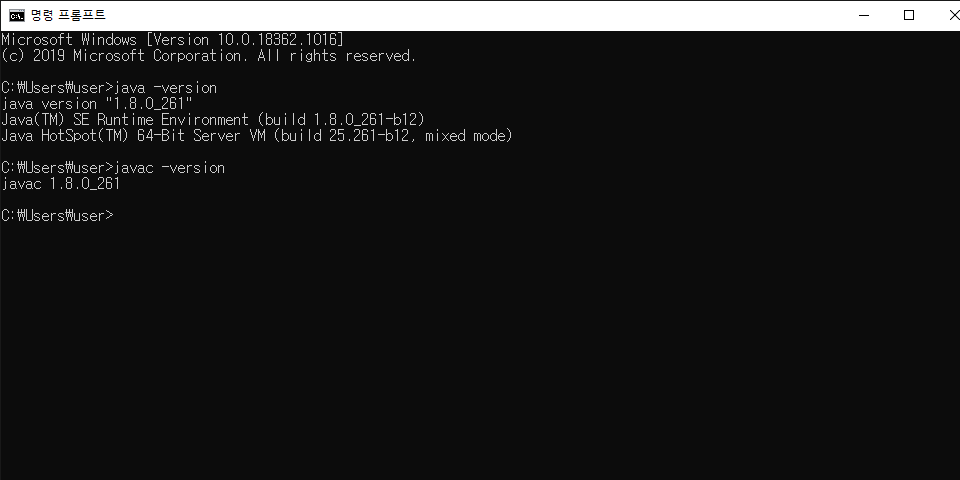 명령 프롬프트
Microsoft Windows [Version 10.0.18362.1016]
(c) 2019 Microsoft Corporation. All rights reserved.
C:₩Users₩user>java -version
java version "1.8.0_261"
Java(TM) SE Runtime Environment (build 1.8.0_261-b12)
Java HotSpot(TM) 64-Bit Server VM (build 25.261-b12, mixed mode)
C:₩Users₩user>javac -version
javac 1.8.0_261
C:₩Users₩user>